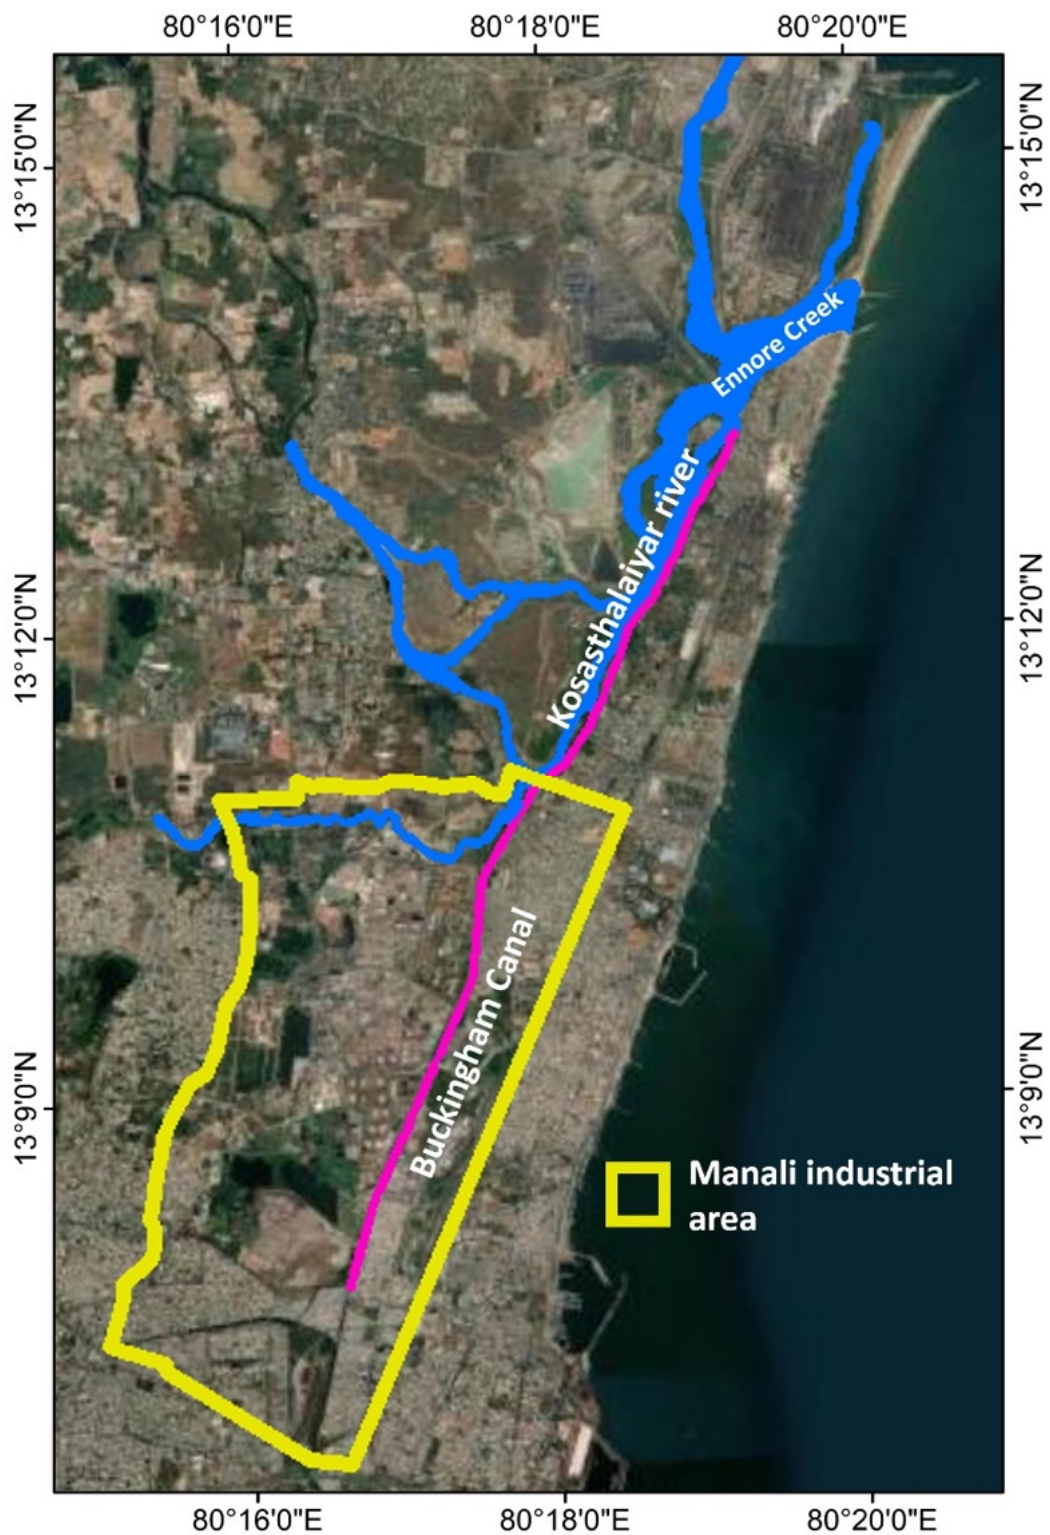 80°16'0"E 80°18'0"E 80°20'0"E
13°15'0"N 13°15'0"N
Ennore Creek
Kosasthalaiyar river
13°12'0"N 13°12'0"N
Buckingham Canal
13°9'0"N 13°9'0"N
Manali industrial
area
80°16'0"E 80°18'0"E 80°20'0"E